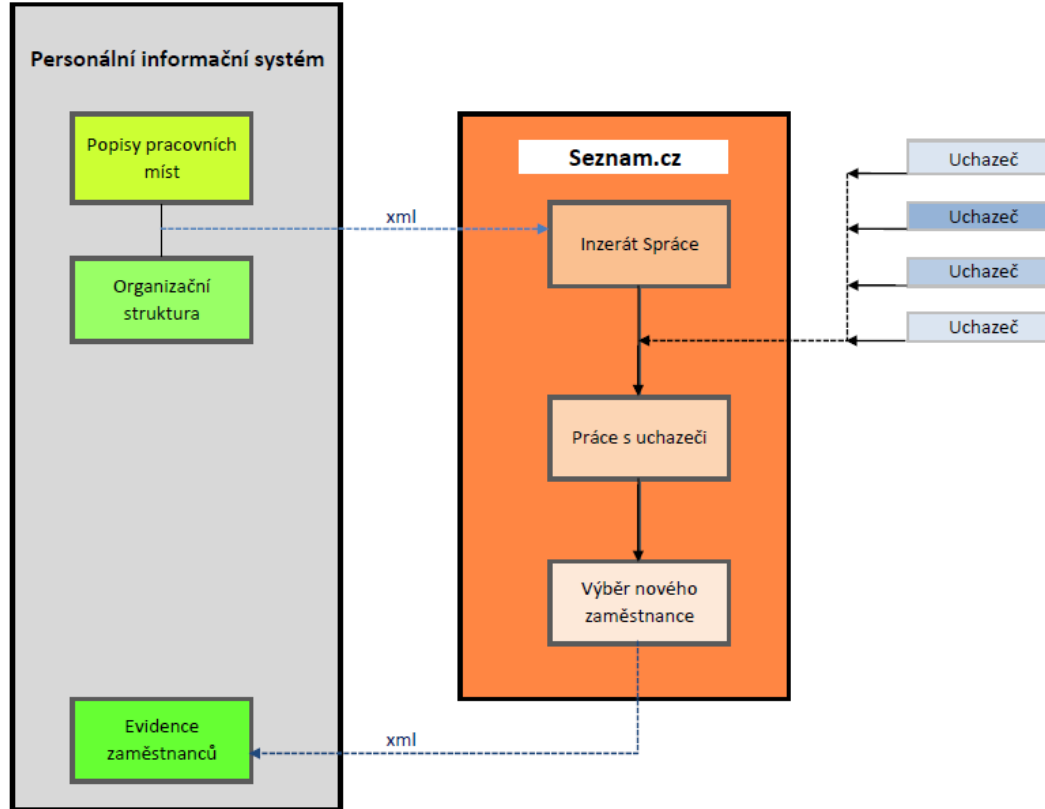 Personální informační systém
Popisy pracovních
míst
Organizační
struktura
Evidence
zaměstnanců
xml
xml
Seznam.cz
Inzerát Spráce
Práce s uchazeči
Výběr nového
zaměstnance
Uchazeč
Uchazeč
Uchazeč
Uchazeč